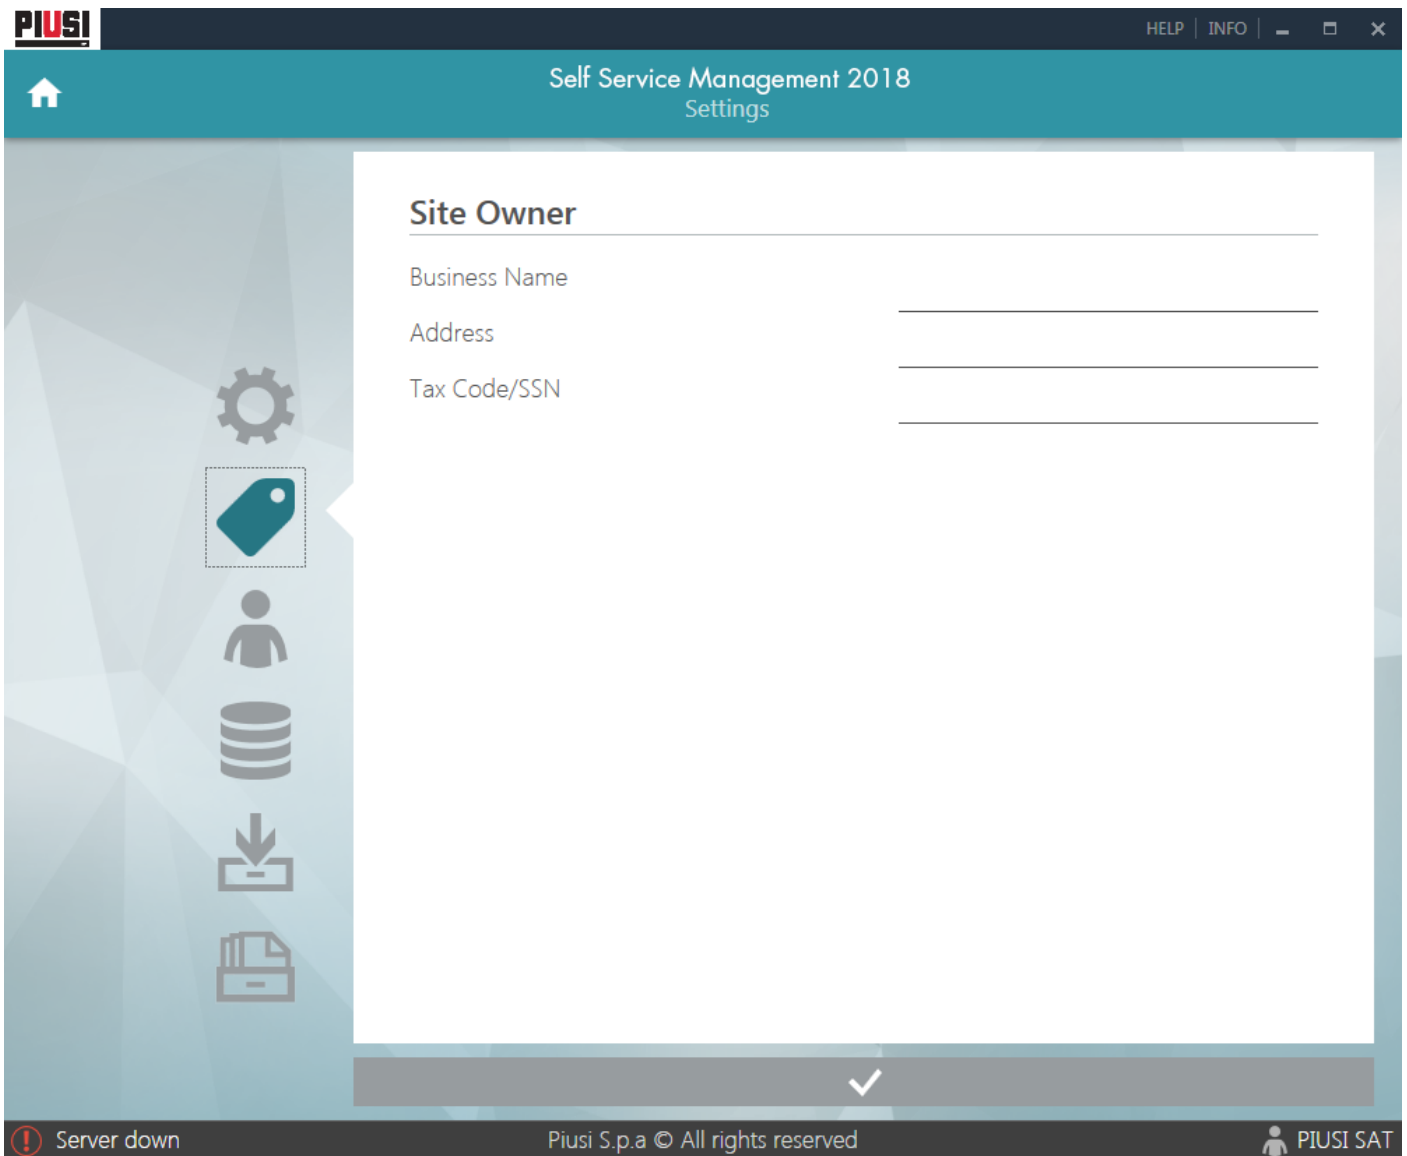 PIUSI
HELP | INFO
Self Service Management 2018
Settings
Site Owner
Business Name
Address
Tax Code/SSN
Server down
Piusi S.p.a © All rights reserved
PIUSI SAT